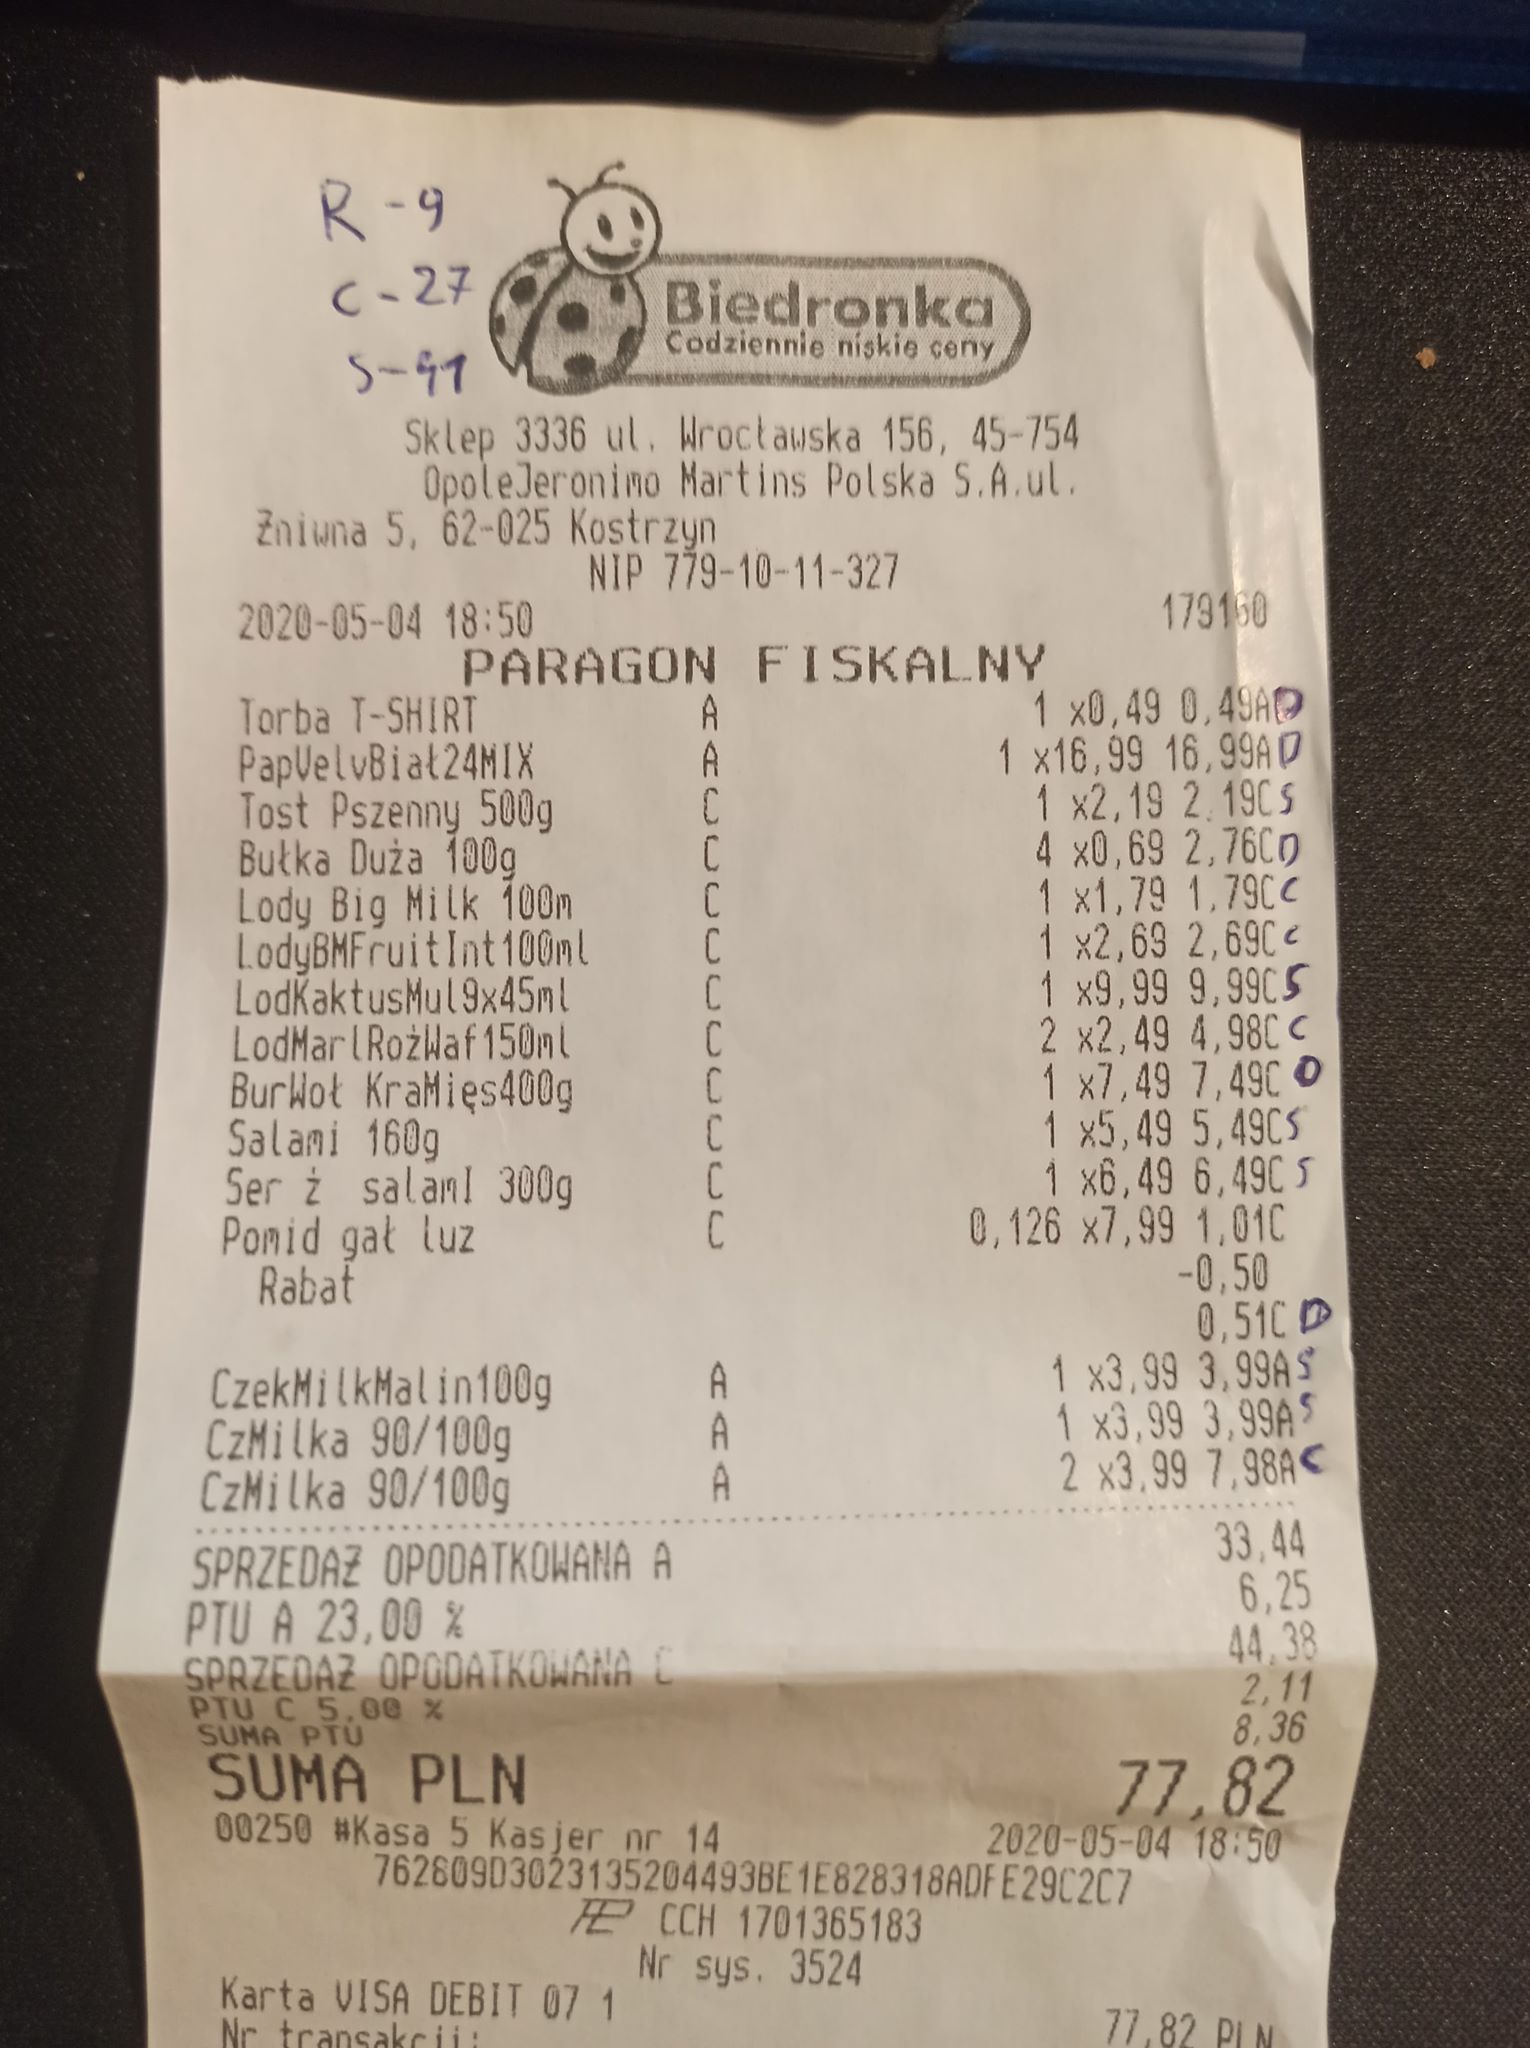 R - 9
C - 27
S - 41
Biedronka
Codziennie niskie ceny
Sklep 3336 ul. Wrocławska 156, 45-754
OpoleJeronimo Martins Polska S.A.ul.
Żniwna 5, 62-025 Kostrzyn
NIP 779-10-11-327
2020-05-04 18:50 179160
PARAGON FISKALNY
Torba T-SHIRT A 1 x0,49 0,49A D
PapVelvBiał24MIX A 1 x16,99 16,99A D
Tost Pszenny 500g C 1 x2,19 2,19C S
Bułka Duża 100g C 4 x0,69 2,76C D
Lody Big Milk 100m C 1 x1,79 1,79C C
LodyBMFruitInt100ml C 1 x2,69 2,69C C
LodKaktusMul9x45ml C 1 x9,99 9,99C S
LodMarlRożWaf150ml C 2 x2,49 4,98C C
BurWoł KraMięs400g C 1 x7,49 7,49C D
Salami 160g C 1 x5,49 5,49C S
Ser ż salamI 300g C 1 x6,49 6,49C S
Pomid gał luz C 0,126 x7,99 1,01C
Rabat -0,50
0,51C D
CzekMilkMalin100g A 1 x3,99 3,99A S
CzMilka 90/100g A 1 x3,99 3,99A S
CzMilka 90/100g A 2 x3,99 7,98A C
SPRZEDAŻ OPODATKOWANA A 33,44
PTU A 23,00 % 6,25
SPRZEDAŻ OPODATKOWANA C 44,38
PTU C 5,00 % 2,11
SUMA PTU 8,36
SUMA PLN 77,82
00250 #Kasa 5 Kasjer nr 14 2020-05-04 18:50
762809D3023135204493BE1E828318ADFE29C2C7
CCH 1701365183
Nr sys. 3524
Karta VISA DEBIT 07 1
Nr transakcji: 77,82 PLN